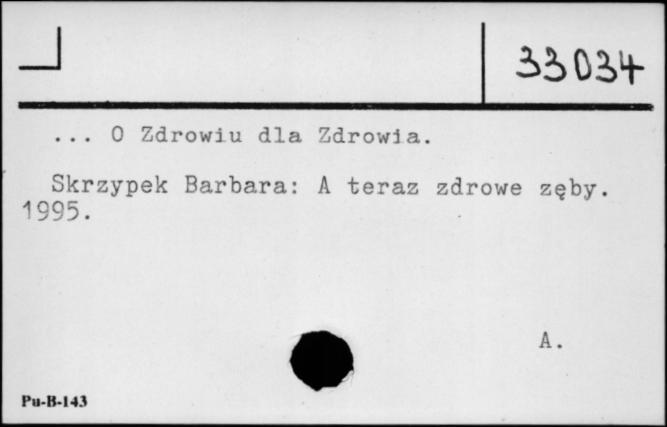 33034
... O Zdrowiu dla Zdrowia.
Skrzypek Barbara: A teraz zdrowe zęby.
1995.
A.
Pu-B-143